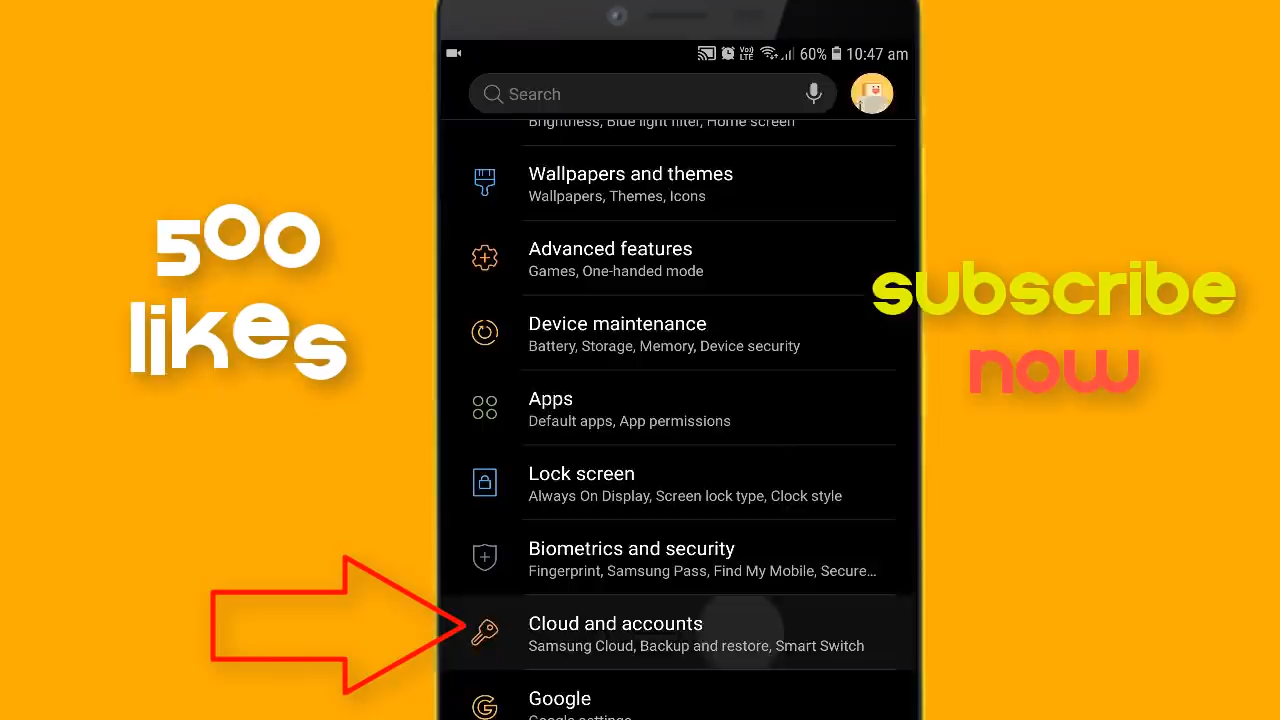 60% 10:47 am
Search
Brightness, Blue light filter, Home screen
Wallpapers and themes
Wallpapers, Themes, Icons
Advanced features
Games, One-handed mode
Device maintenance
Battery, Storage, Memory, Device security
Apps
Default apps, App permissions
Lock screen
Always On Display, Screen lock type, Clock style
Biometrics and security
Fingerprint, Samsung Pass, Find My Mobile, Secure...
Cloud and accounts
Samsung Cloud, Backup and restore, Smart Switch
Google
Google settings
500
likes
subscribe
now